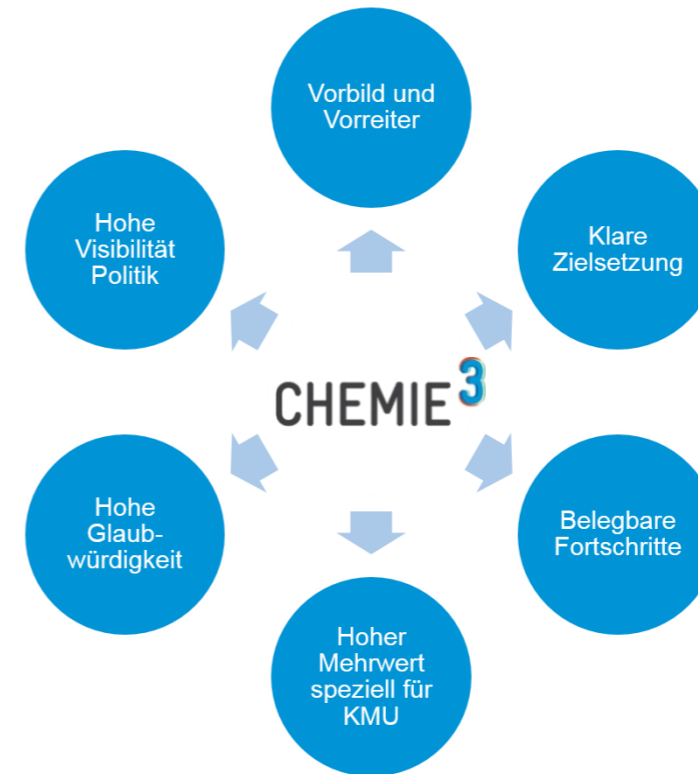 Vorbild und
Vorreiter
Hohe
Visibilität
Politik
Klare
Zielsetzung
CHEMIE³
Hohe
Glaub-
würdigkeit
Belegbare
Fortschritte
Hoher
Mehrwert
speziell für
KMU